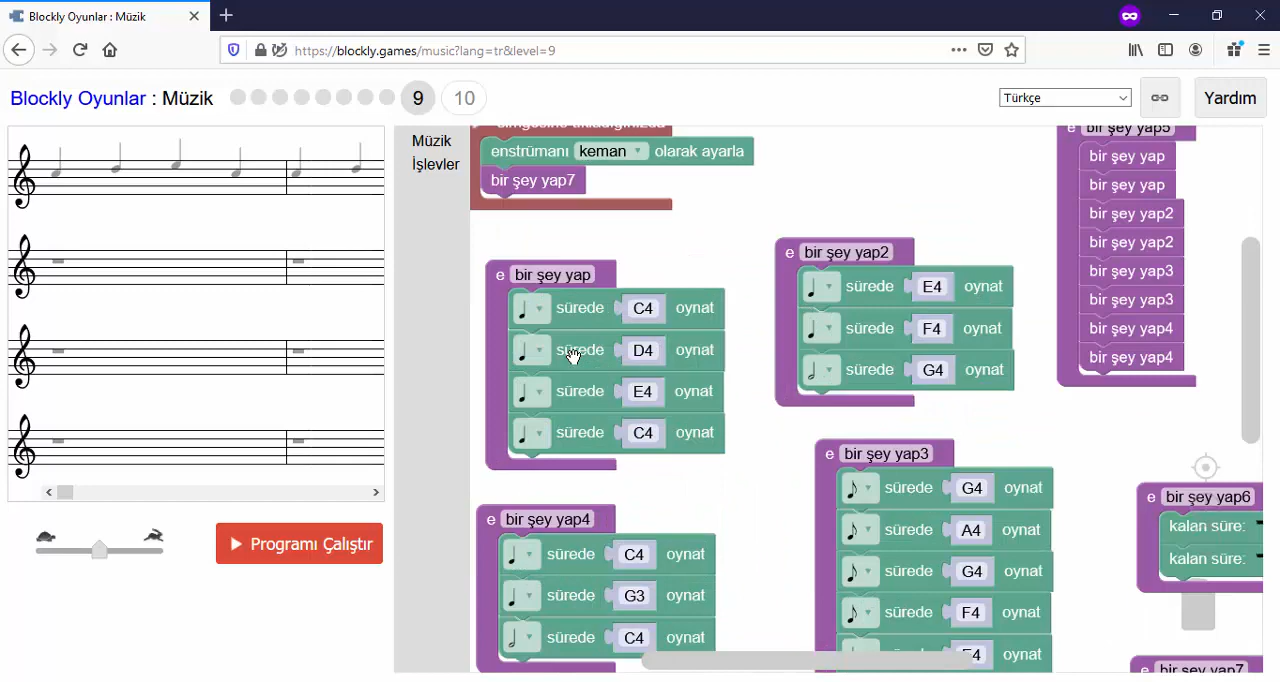 Blockly Oyunlar : Müzik
https://blockly.games/music?lang=tr&level=9
Blockly Oyunlar : Müzik
9
10
Türkçe
Yardım
Müzik
İşlevler
simgesine tıkladığınızda
enstrümanı keman olarak ayarla
bir şey yap7
e bir şey yap
sürede C4 oynat
sürede D4 oynat
sürede E4 oynat
sürede C4 oynat
e bir şey yap4
sürede C4 oynat
sürede G3 oynat
sürede C4 oynat
e bir şey yap2
sürede E4 oynat
sürede F4 oynat
sürede G4 oynat
e bir şey yap3
sürede G4 oynat
sürede A4 oynat
sürede G4 oynat
sürede F4 oynat
E4 oynat
e bir şey yap5
bir şey yap
bir şey yap
bir şey yap2
bir şey yap2
bir şey yap3
bir şey yap3
bir şey yap4
bir şey yap4
e bir şey yap6
kalan süre:
kalan süre:
e bir şey yap7
Programı Çalıştır